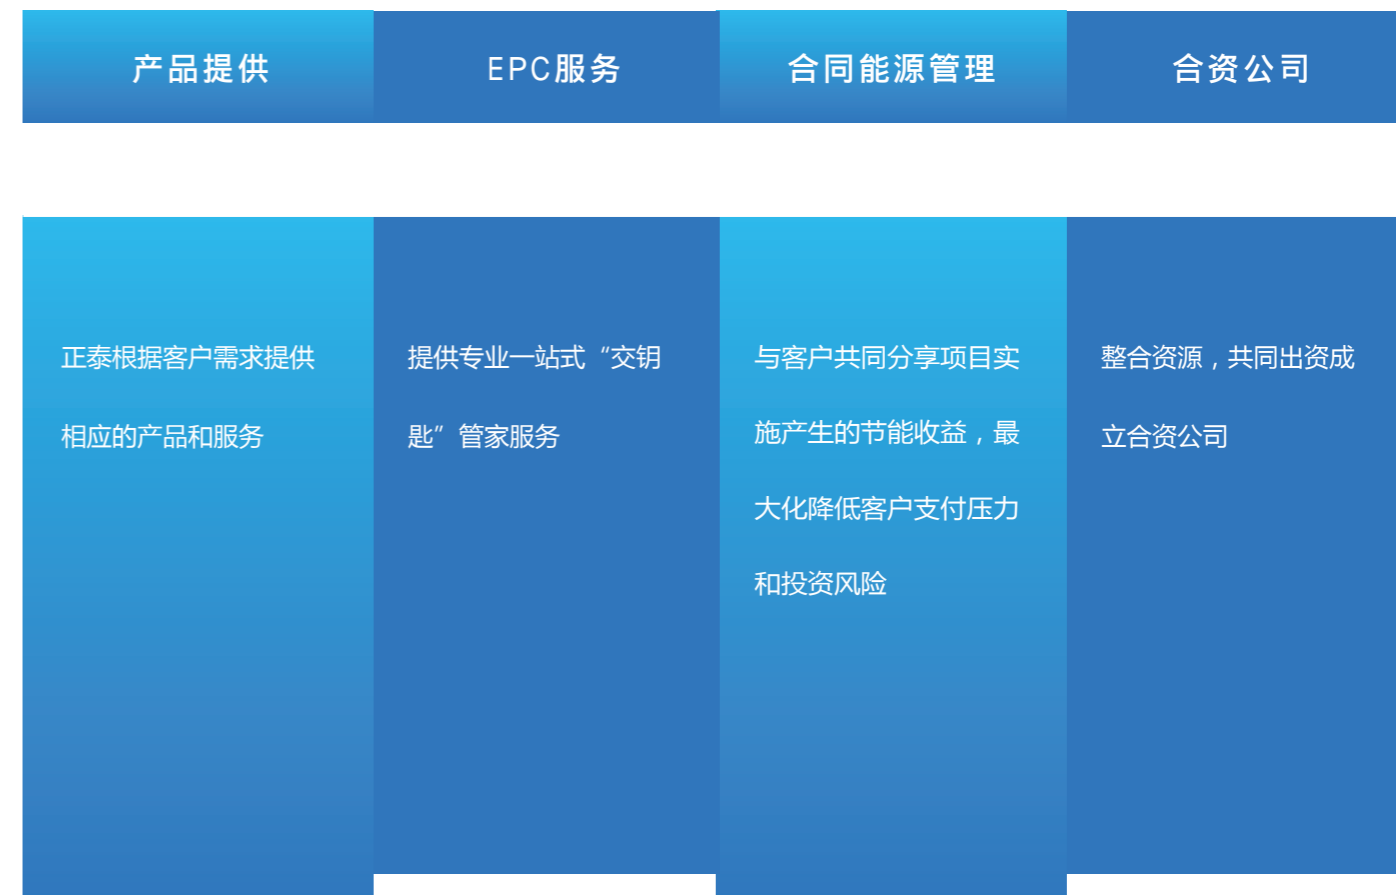 产品提供
EPC服务
合同能源管理
合资公司
正泰根据客户需求提供
相应的产品和服务
提供专业一站式“交钥
匙”管家服务
与客户共同分享项目实
施产生的节能收益，最
大化降低客户支付压力
和投资风险
整合资源，共同出资成
立合资公司